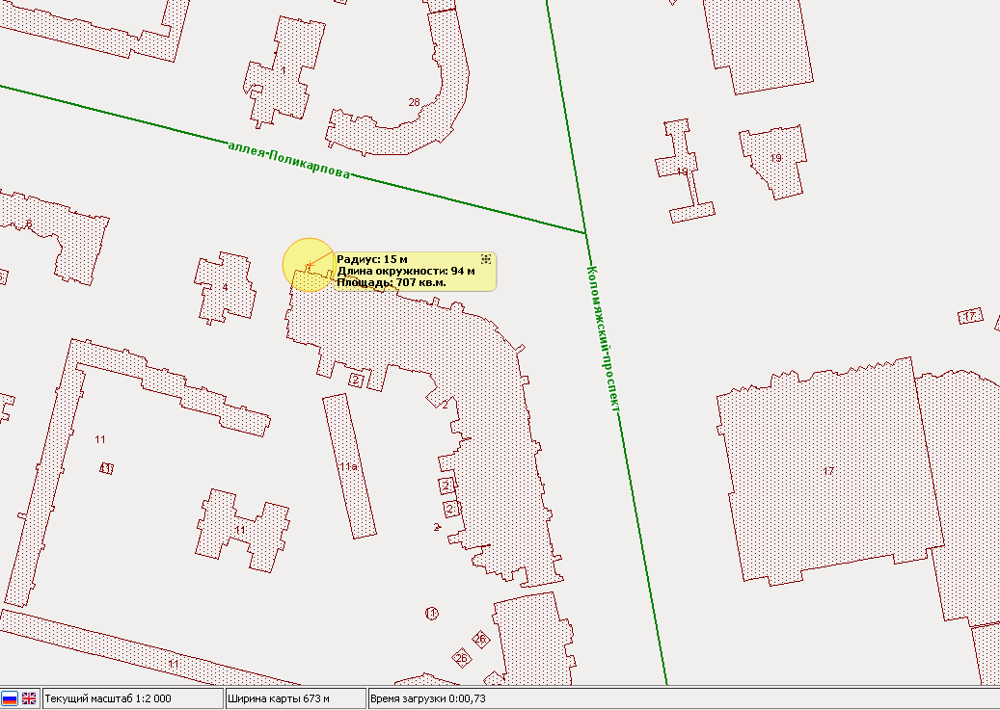 1
28
аллея Поликарпова
19
19
8
Радиус: 15 м
Длина окружности: 94 м
Площадь: 707 кв.м.
4
Коломяжский проспект
17
2
2
11
11
11а
17
2
2
11
2
11
26
26
11
Текущий масштаб 1:2 000
Ширина карты 673 м
Время загрузки 0:00,73